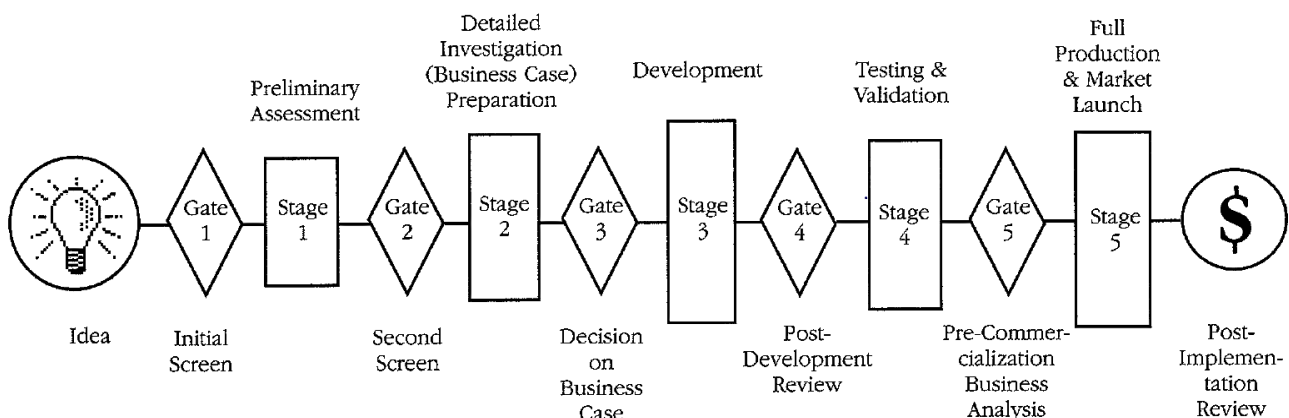 Detailed
Investigation
(Business Case)
Preparation
Full
Production
& Market
Launch
Development
Testing &
Validation
Preliminary
Assessment
Gate
1
Stage
1
Gate
2
Stage
2
Gate
3
Stage
3
Gate
4
Stage
4
Gate
5
Stage
5
$
Idea
Initial
Screen
Second
Screen
Decision
on
Business
Case
Post-
Development
Review
Pre-Commer-
cialization
Business
Analysis
Post-
Implemen-
tation
Review